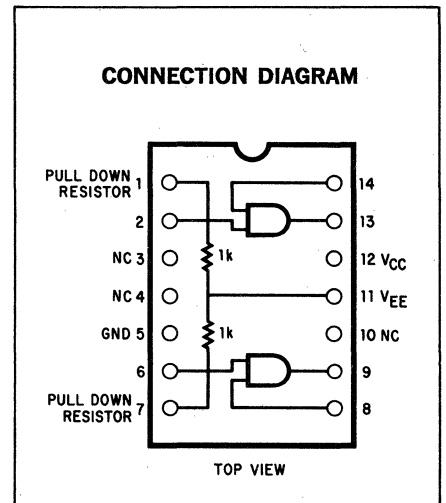 CONNECTION DIAGRAM
PULL DOWN
RESISTOR 1
14
2
13
NC 3
1k
12 VCC
NC 4
11 VEE
GND 5
1k
10 NC
6
9
PULL DOWN
RESISTOR 7
8
TOP VIEW